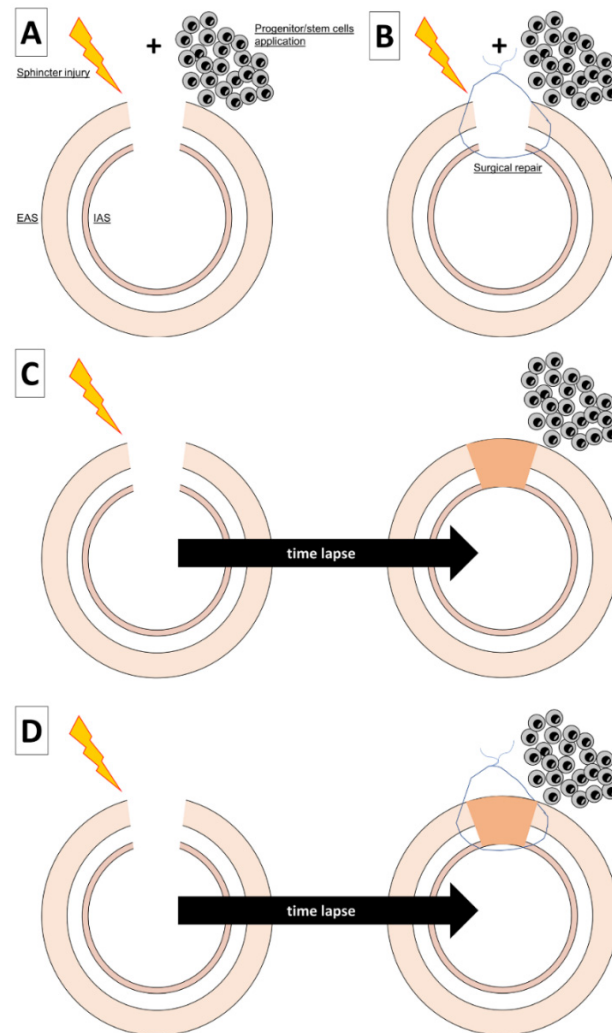 A
+
Progenitor/stem cells
application
Sphincter injury
EAS
IAS
B
+
Surgical repair
C
time lapse
D
time lapse